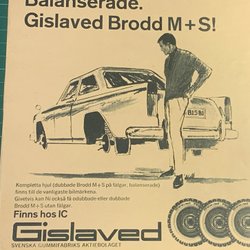 Balanserade.
Gislaved Brodd M+S!
Kompletta hjul (dubbade Brodd M+S på fälgar, balanserade)
finns till de vanligaste bilmärkena.
Givetvis kan Ni också få odubbade eller dubbade
Brodd M+S utan fälgar.
Finns hos IC
Gislaved
SVENSKA GUMMIFABRIKS AKTIEBOLAGET